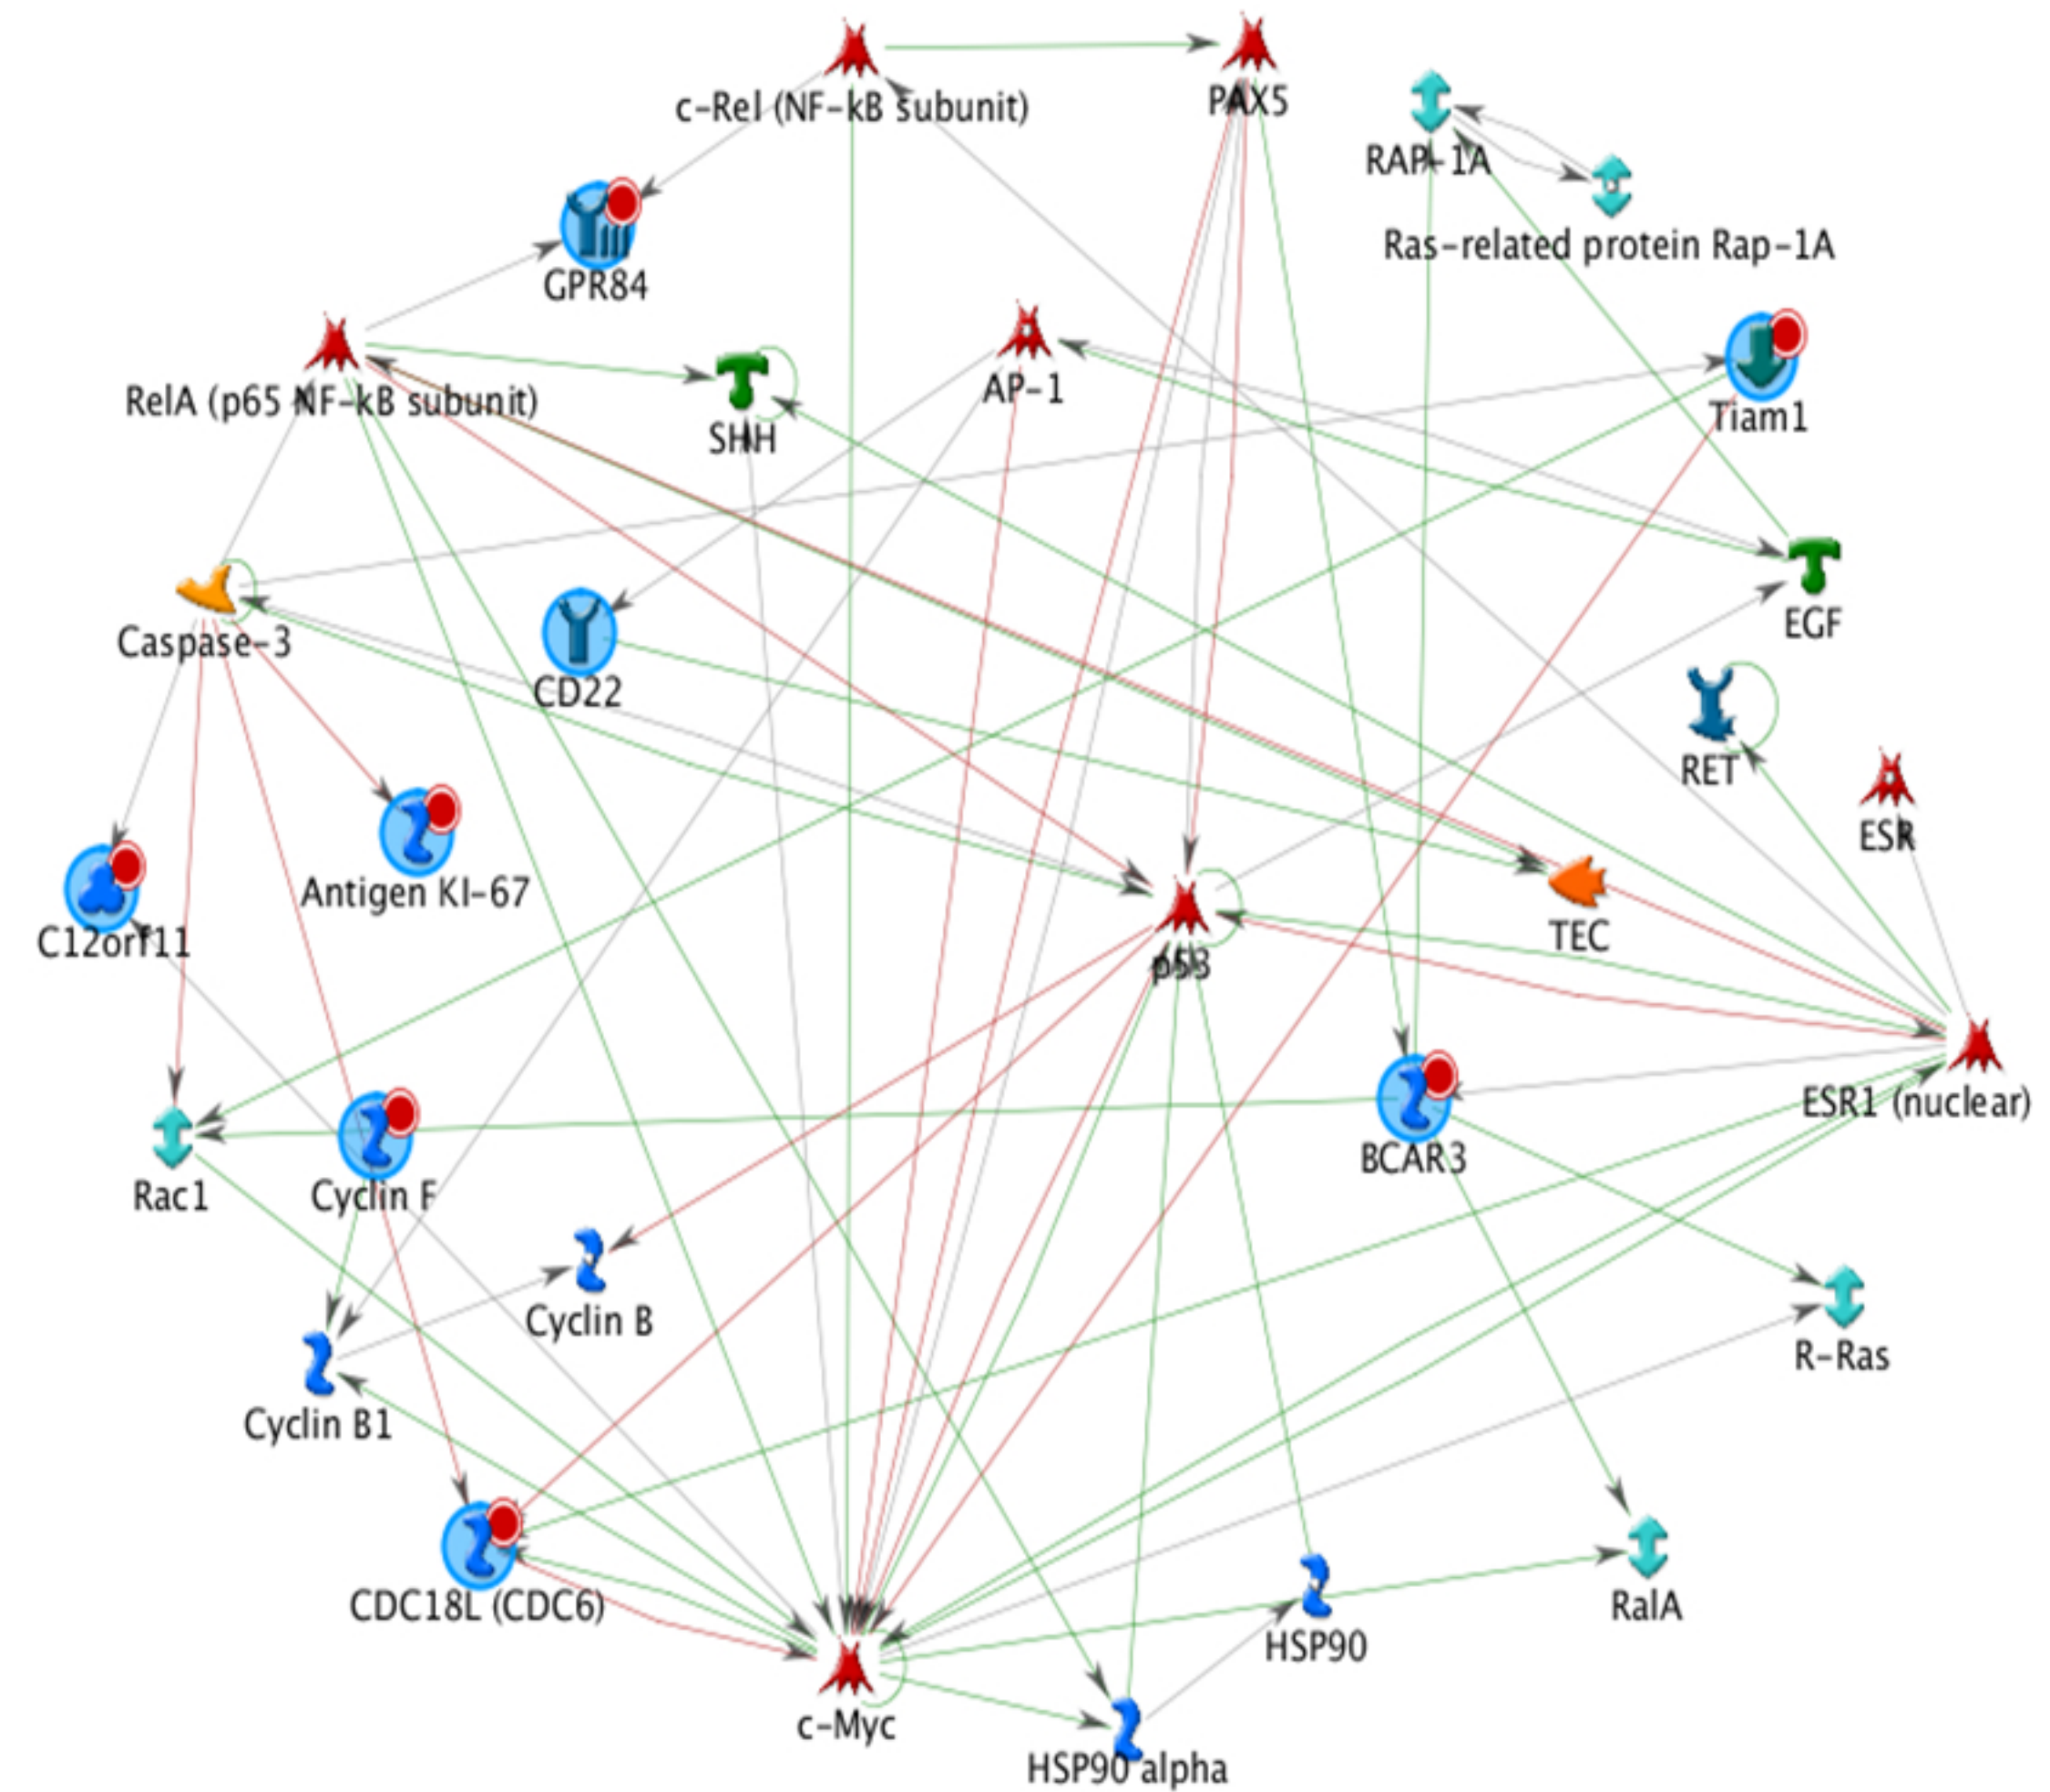 c-Rel (NF-kB subunit)
PAX5
RAP-1A
Ras-related protein Rap-1A
GPR84
RelA (p65 NF-kB subunit)
SHH
AP-1
Tiam1
Caspase-3
CD22
EGF
RET
ESR
Antigen KI-67
C12orf11
p53
TEC
ESR1 (nuclear)
BCAR3
Rac1
Cyclin F
Cyclin B
R-Ras
Cyclin B1
CDC18L (CDC6)
RalA
HSP90
c-Myc
HSP90 alpha